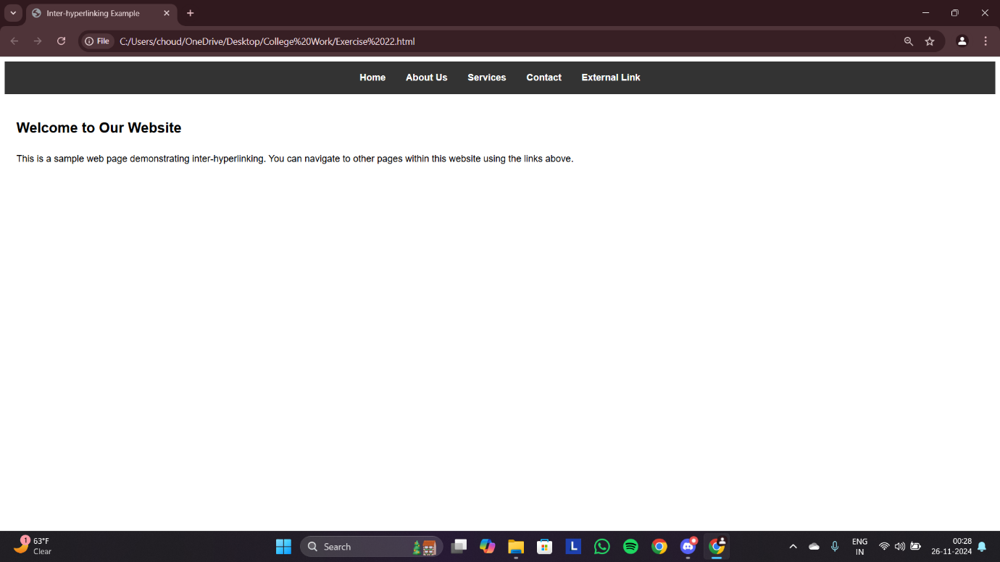 Inter-hyperlinking Example
File C:/Users/choud/OneDrive/Desktop/College%20Work/Exercise%2022.html
Home About Us Services Contact External Link
Welcome to Our Website
This is a sample web page demonstrating inter-hyperlinking. You can navigate to other pages within this website using the links above.
1
63°F
Clear
Search
L
ENG
IN
00:28
26-11-2024